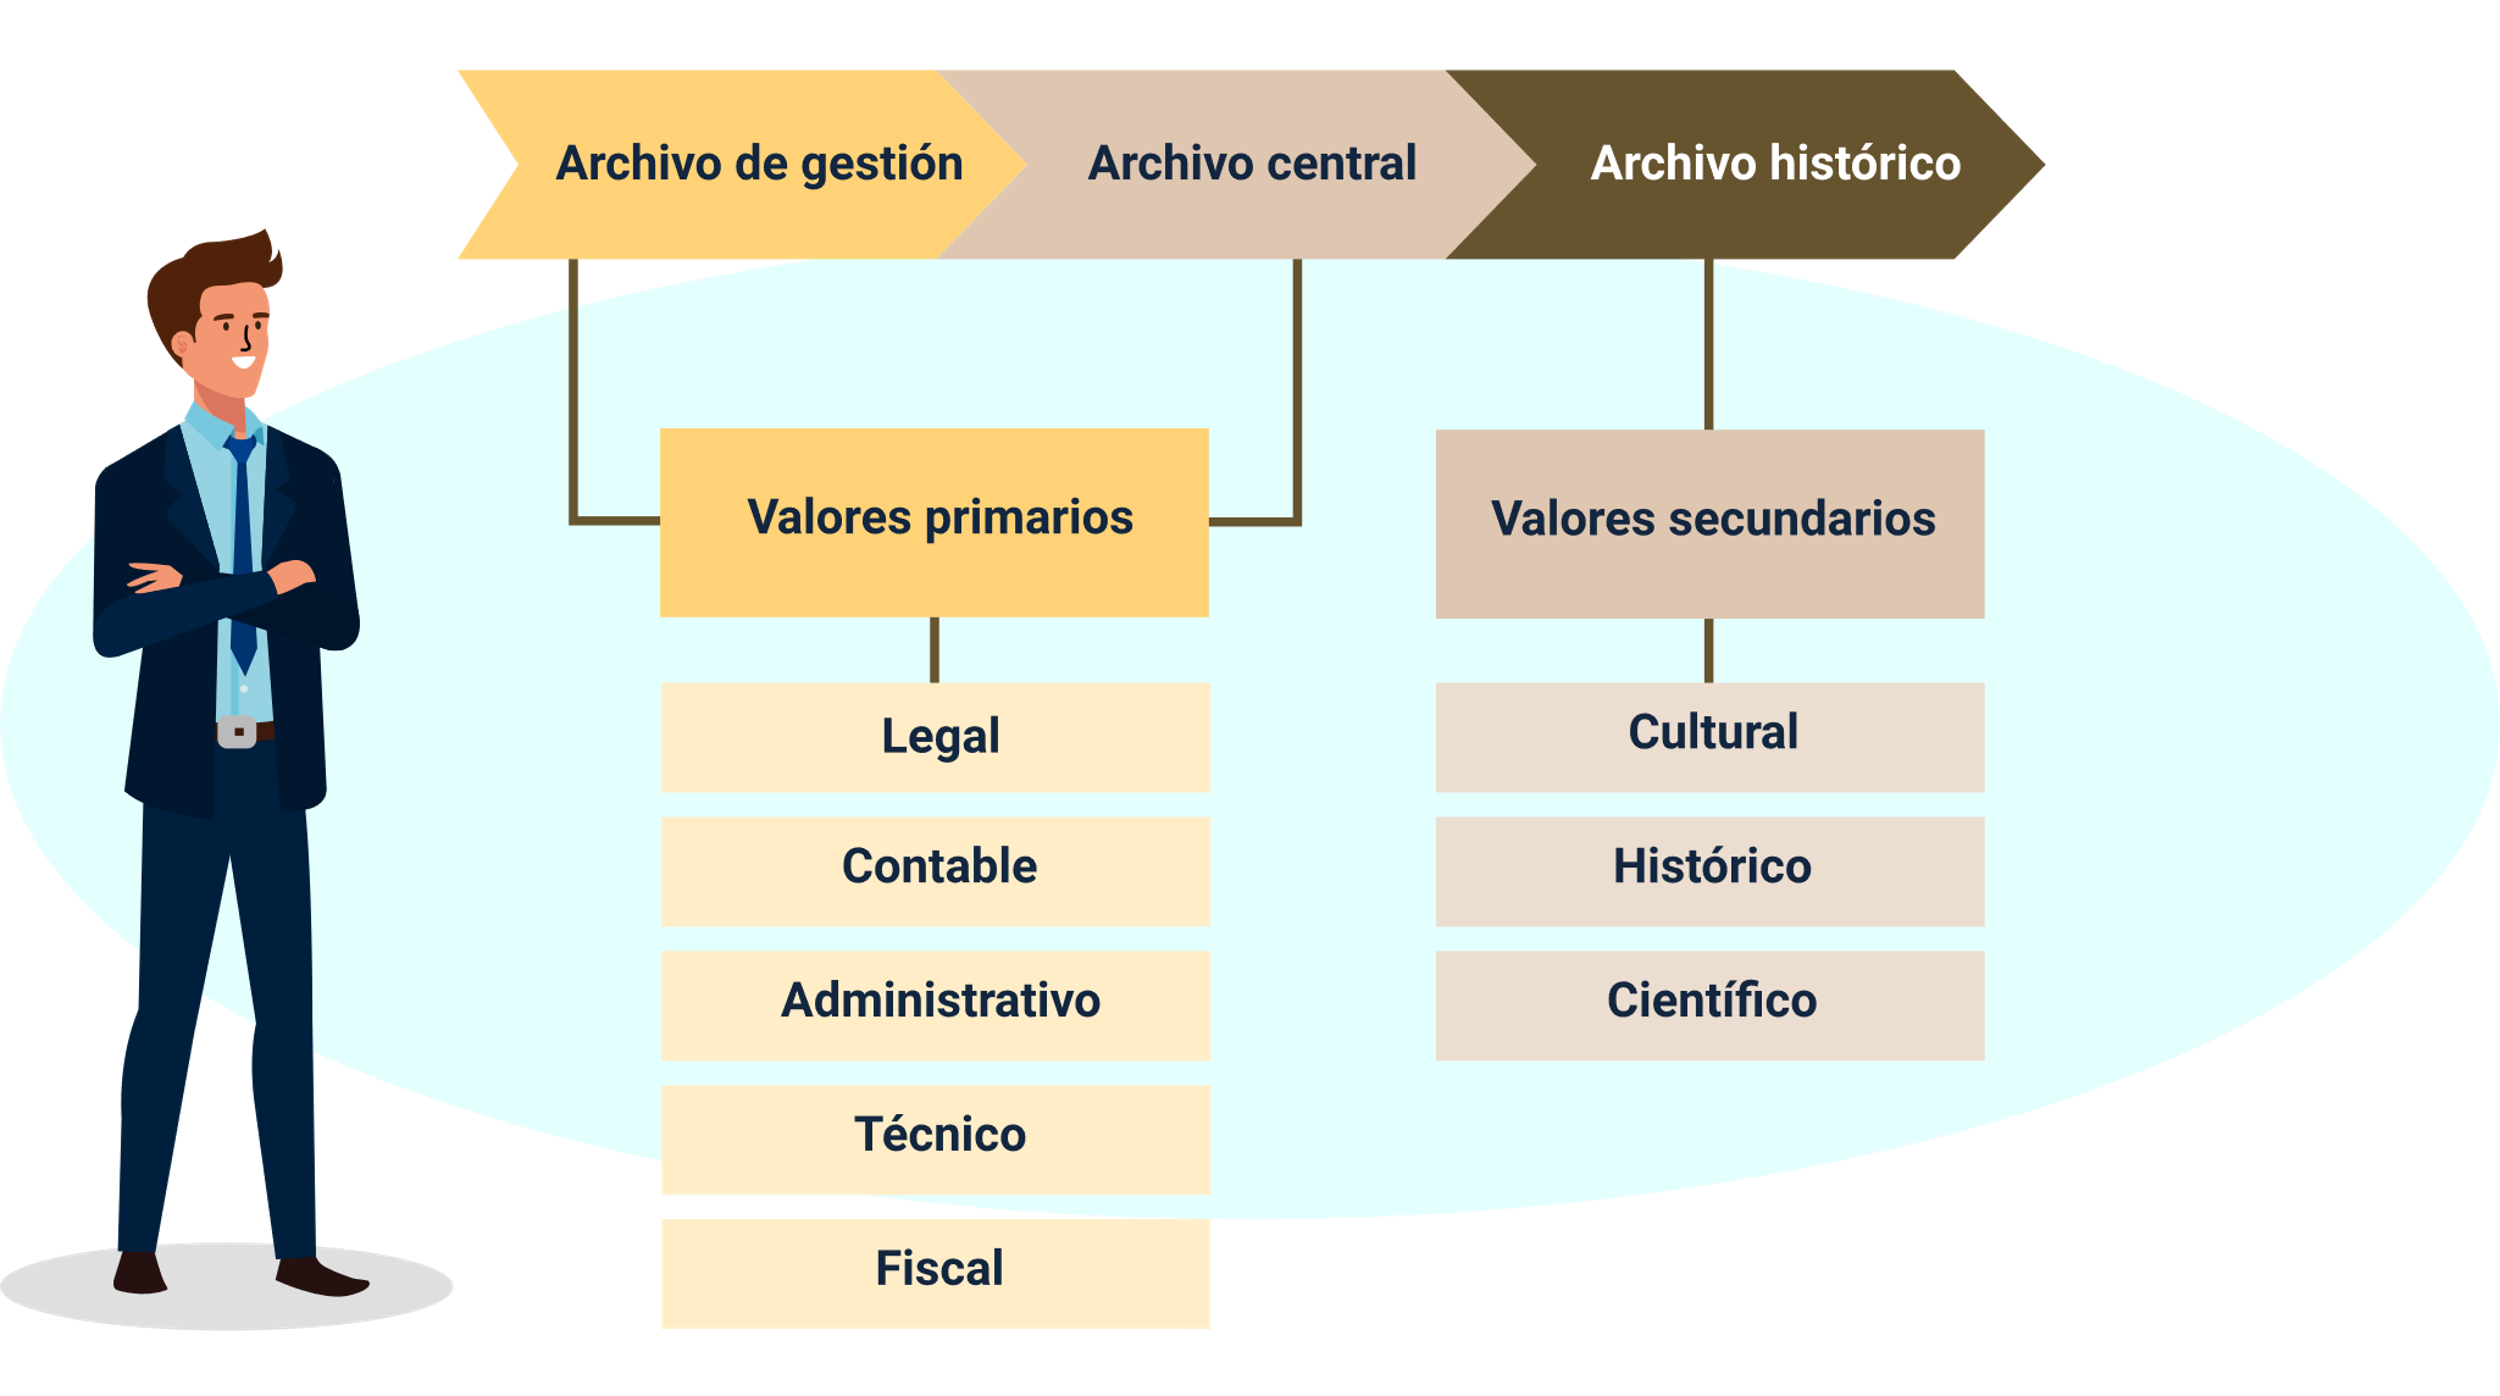 Archivo de gestión
Archivo central
Archivo histórico
Valores primarios
Valores secundarios
Legal
Contable
Administrativo
Técnico
Fiscal
Cultural
Histórico
Científico